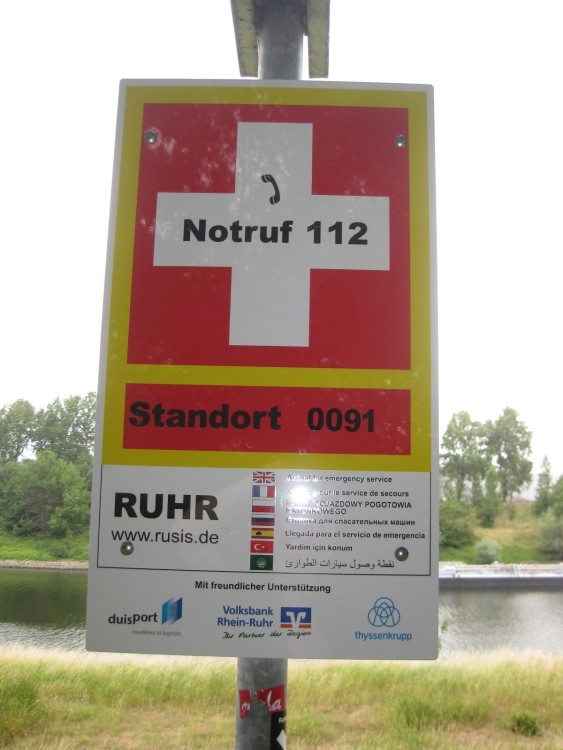 Notruf 112
Standort 0091
RUHR
www.rusis.de
Arrival for emergency service
le service de secours
POGOTOWIA
для спасательных машин
Llegada para el servicio de emergencia
Yardim için konum
نقطة وصول سيارات الطوارئ
Mit freundlicher Unterstützung
duisport
excellence in logistics
Volksbank
Rhein-Ruhr
Ihr Partner der Region
thyssenkrupp